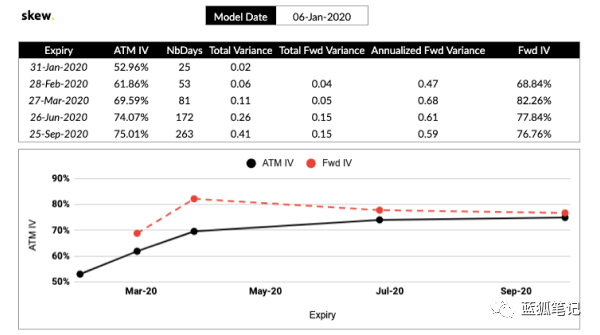 skew.
Model Date 06-Jan-2020
Expiry ATM IV NbDays Total Variance Total Fwd Variance Annualized Fwd Variance Fwd IV
31-Jan-2020 52.96% 25 0.02
28-Feb-2020 61.86% 53 0.06 0.04 0.47 68.84%
27-Mar-2020 69.59% 81 0.11 0.05 0.68 82.26%
26-Jun-2020 74.07% 172 0.26 0.15 0.61 77.84%
25-Sep-2020 75.01% 263 0.41 0.15 0.59 76.76%
ATM IV Fwd IV
90%
80%
70%
60%
50%
ATM IV
Mar-20 May-20 Jul-20 Sep-20
Expiry
蓝狐笔记